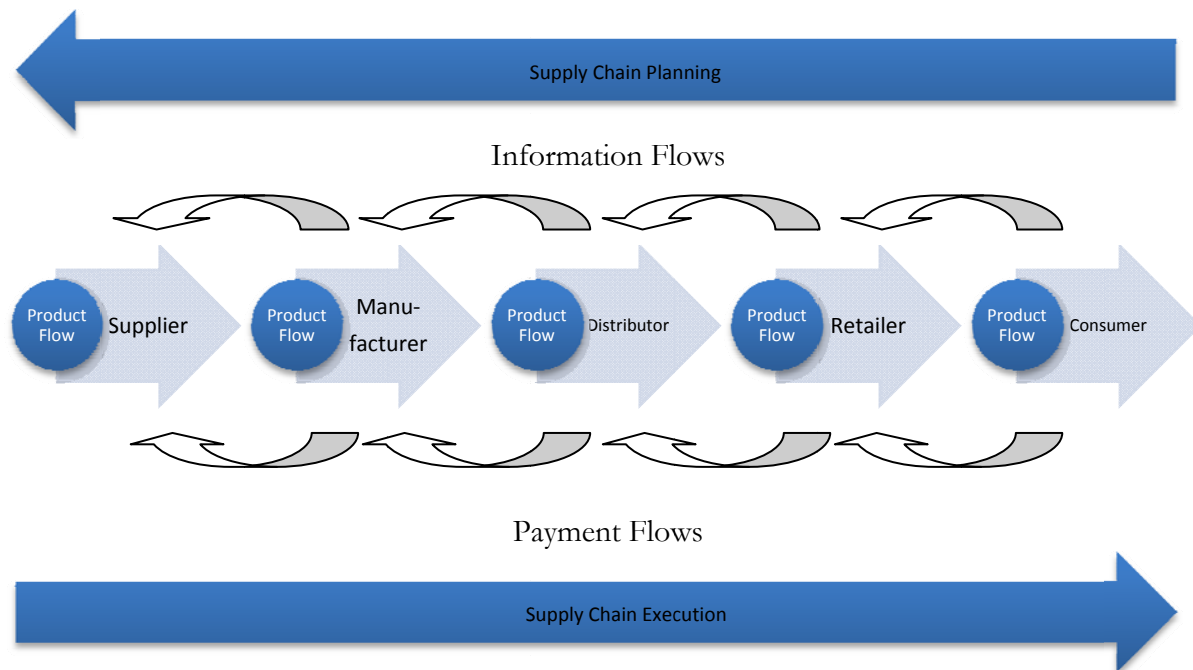 Supply Chain Planning
Information Flows
Product
Flow
Supplier
Product
Flow
Manu-
facturer
Product
Flow
Distributor
Product
Flow
Retailer
Product
Flow
Consumer
Payment Flows
Supply Chain Execution